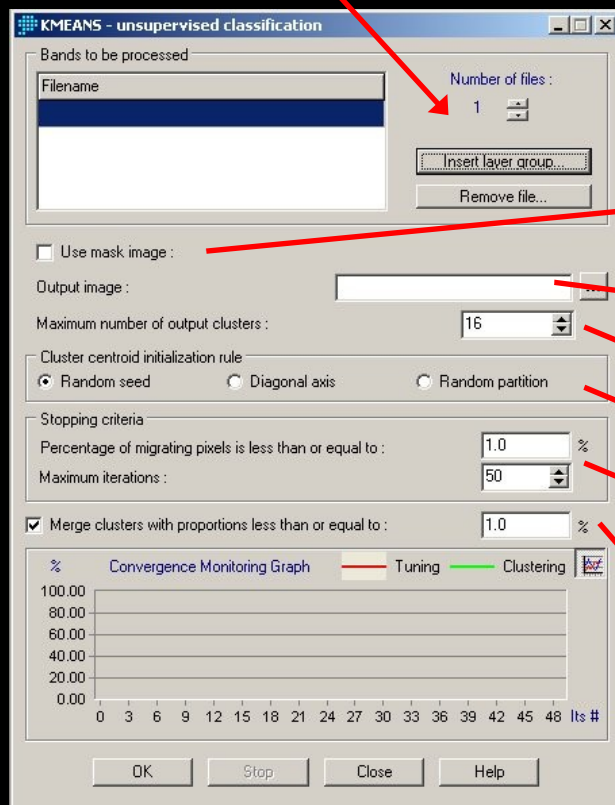 KMEANS - unsupervised classification
Bands to be processed
Filename
Number of files :
1
Insert layer group...
Remove file...
Use mask image :
Output image :
...
Maximum number of output clusters : 16
Cluster centroid initialization rule
Random seed Diagonal axis Random partition
Stopping criteria
Percentage of migrating pixels is less than or equal to : 1.0 %
Maximum iterations : 50
Merge clusters with proportions less than or equal to : 1.0 %
% Convergence Monitoring Graph Tuning Clustering
100.00
80.00
60.00
40.00
20.00
0.00
0 3 6 9 12 15 18 21 24 27 30 33 36 39 42 45 48 Its #
OK Stop Close Help